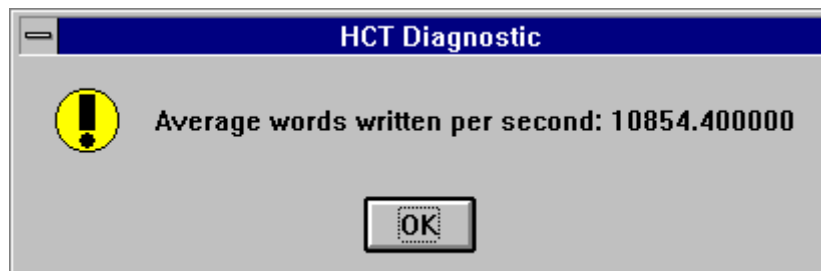 HCT Diagnostic
Average words written per second: 10854.400000
OK